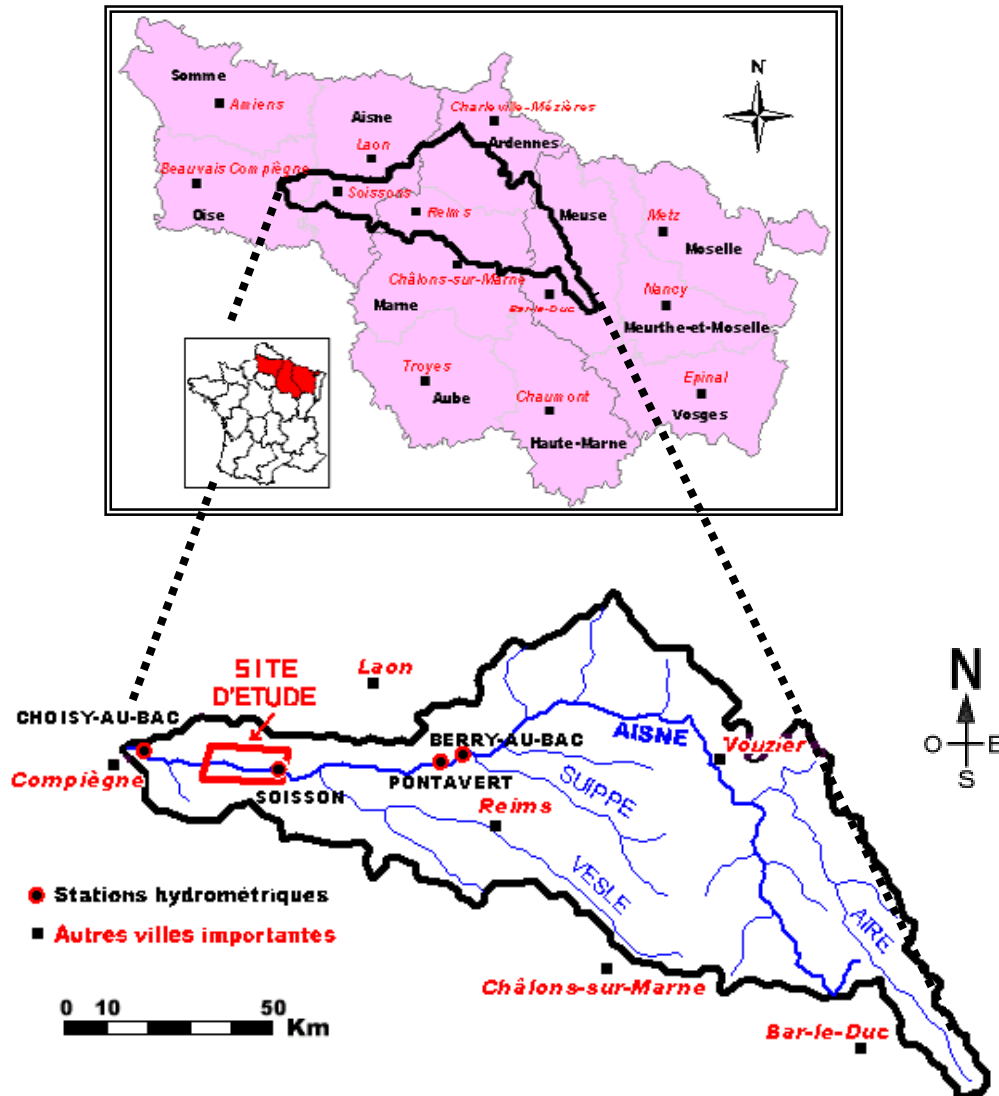 N
Somme
Amiens
Aisne
Laon
Charleville-Mézières
Ardennes
Beauvais Compiègne
Soissons
Oise
Reims
Meuse
Metz
Moselle
Châlons-sur-Marne
Marne
Bar-le-Duc
Nancy
Meurthe-et-Moselle
Troyes
Aube
Chaumont
Haute-Marne
Epinal
Vosges
SITE
D'ETUDE
Laon
N
O E
S
CHOISY-AU-BAC
Compiègne
SOISSON
PONTAVERT
BERRY-AU-BAC
AISNE
Vouzier
SUIPPE
Reims
VESLE
AIRE
Châlons-sur-Marne
Bar-le-Duc
Stations hydrométriques
Autres villes importantes
0 10 50
Km